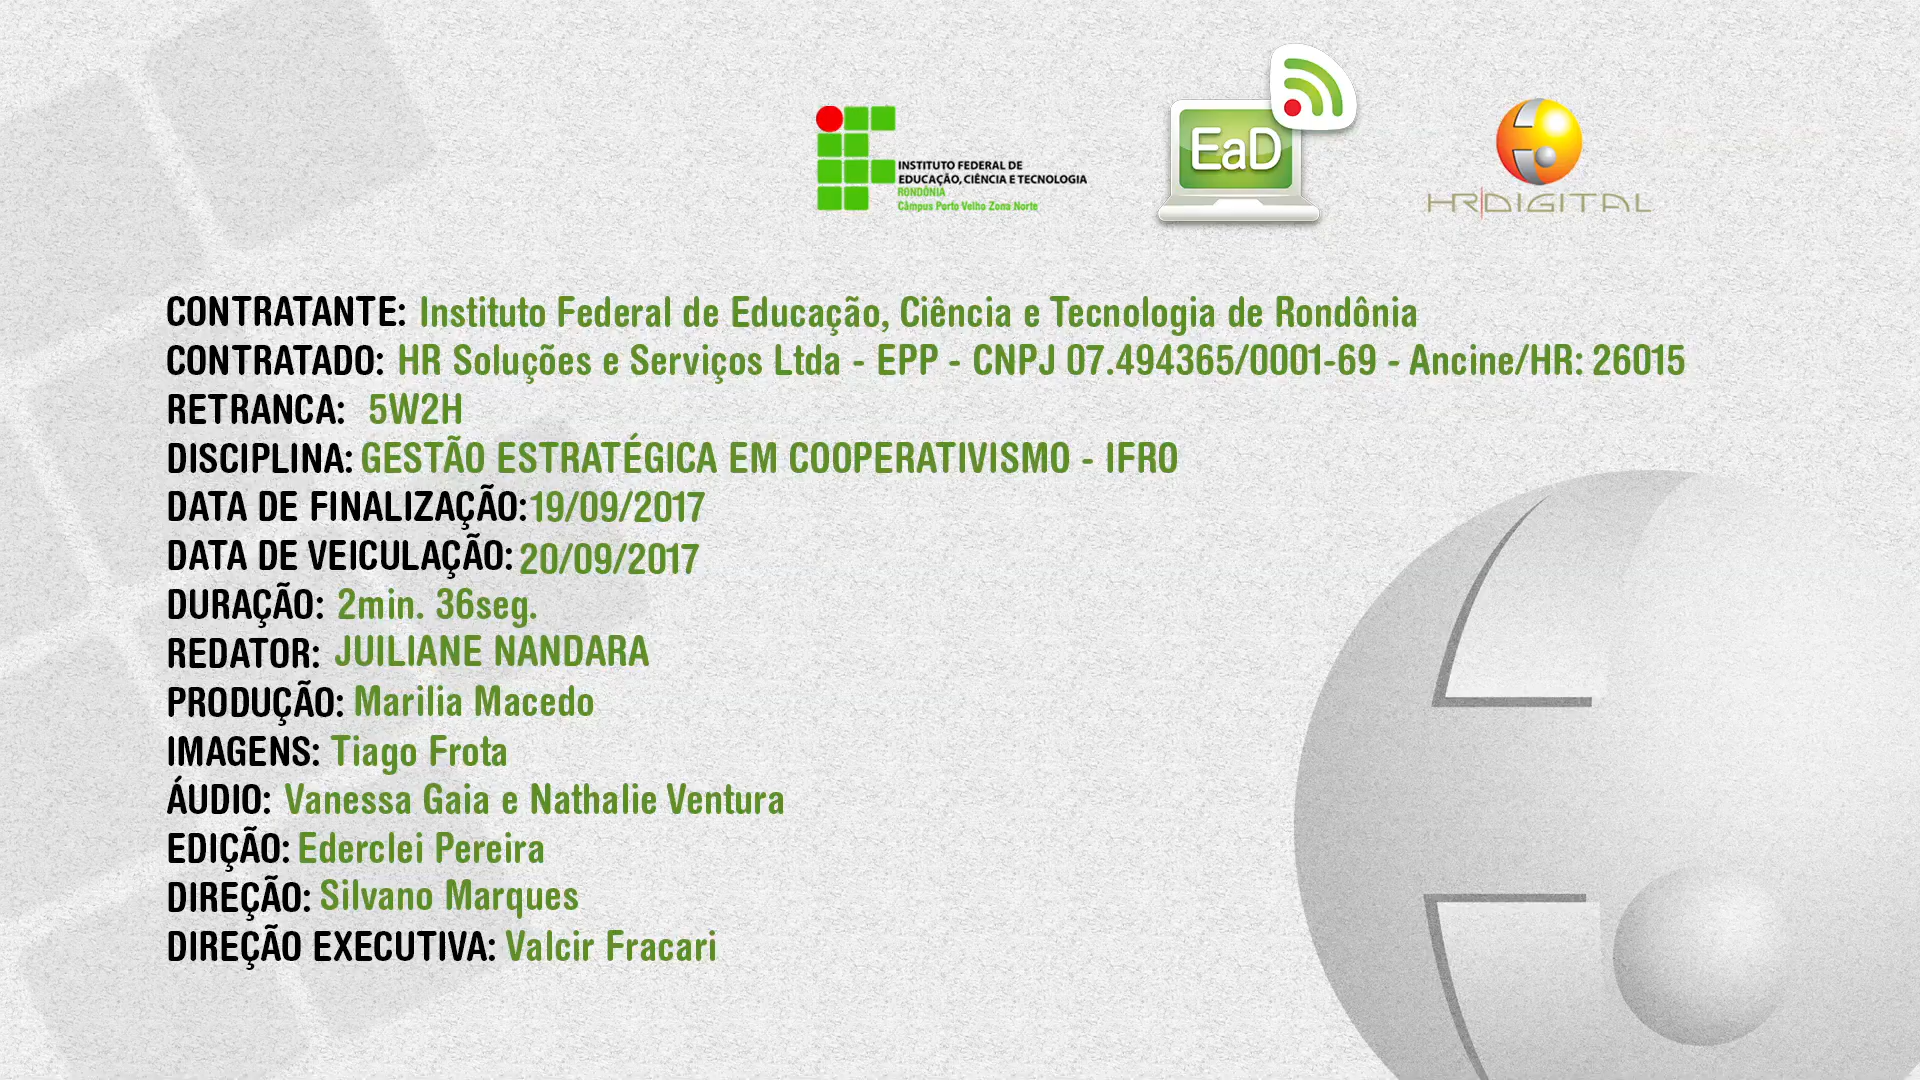 INSTITUTO FEDERAL DE
EDUCAÇÃO, CIÊNCIA E TECNOLOGIA
RONDÔNIA
Câmpus Porto Velho Zona Norte
EaD
HR DIGITAL
CONTRATANTE: Instituto Federal de Educação, Ciência e Tecnologia de Rondônia
CONTRATADO: HR Soluções e Serviços Ltda - EPP - CNPJ 07.494365/0001-69 - Ancine/HR: 26015
RETRANCA: 5W2H
DISCIPLINA: GESTÃO ESTRATÉGICA EM COOPERATIVISMO - IFRO
DATA DE FINALIZAÇÃO: 19/09/2017
DATA DE VEICULAÇÃO: 20/09/2017
DURAÇÃO: 2min. 36seg.
REDATOR: JUILIANE NANDARA
PRODUÇÃO: Marilia Macedo
IMAGENS: Tiago Frota
ÁUDIO: Vanessa Gaia e Nathalie Ventura
EDIÇÃO: Ederclei Pereira
DIREÇÃO: Silvano Marques
DIREÇÃO EXECUTIVA: Valcir Fracari